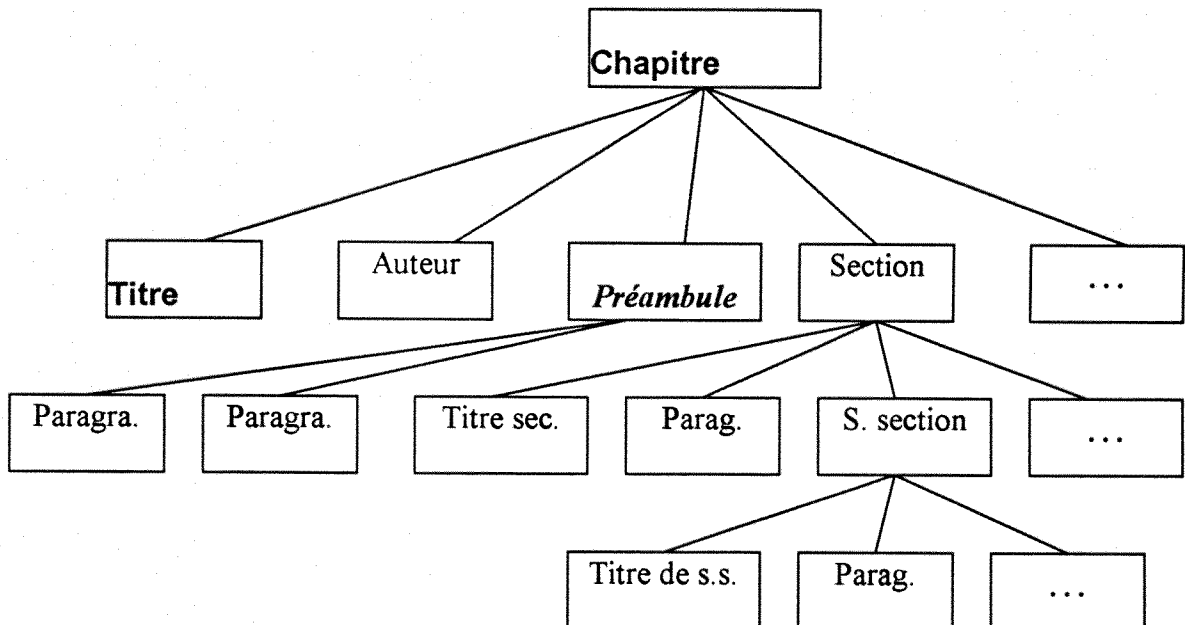 Chapitre
Titre
Auteur
Préambule
Section
...
Paragra.
Paragra.
Titre sec.
Parag.
S. section
...
Titre de s.s.
Parag.
...